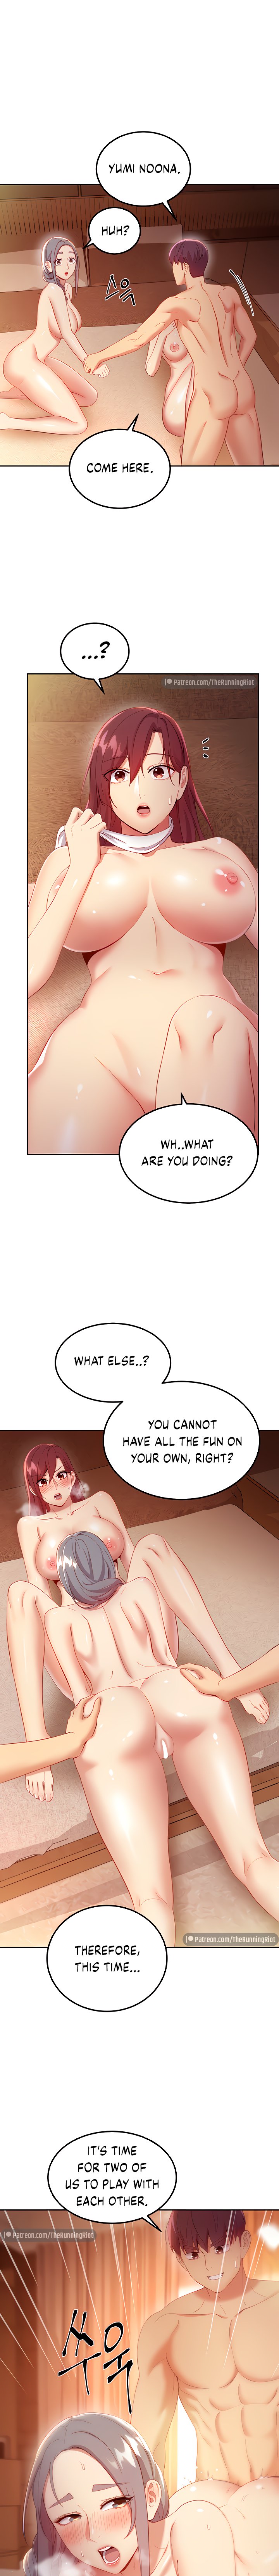 YUMI NOONA.
HUH?
스윽
COME HERE.
...?
Patreon.com/TheRunningRiot
WH..WHAT
ARE YOU DOING?
WHAT ELSE..?
YOU CANNOT
HAVE ALL THE FUN ON
YOUR OWN, RIGHT?
Patreon.com/TheRunningRiot
THEREFORE,
THIS TIME...
IT'S TIME
FOR TWO OF
US TO PLAY WITH
EACH OTHER.
Patreon.com/TheRunningRiot
쑤욱